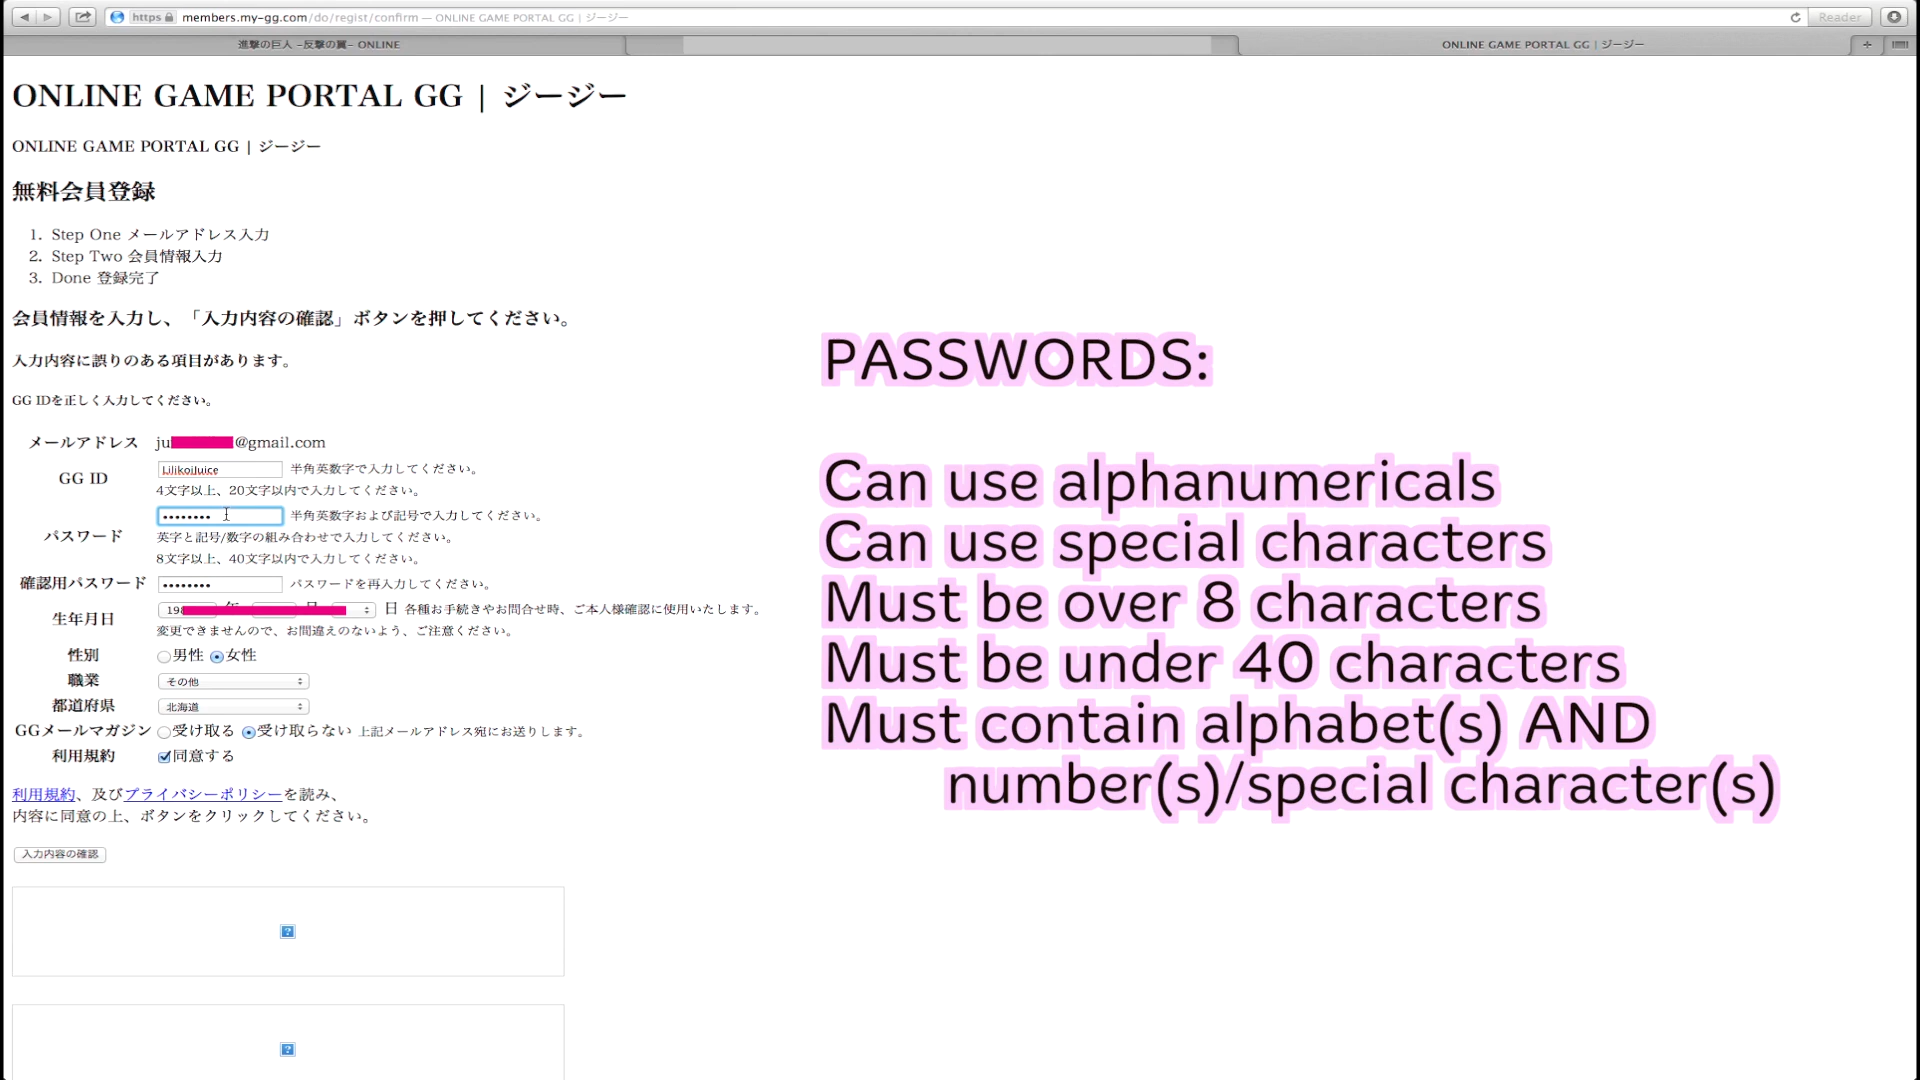 https members.my-gg.com/do/regist/confirm — ONLINE GAME PORTAL GG | ジージー
Reader
進撃の巨人 -反撃の翼- ONLINE
ONLINE GAME PORTAL GG | ジージー
ONLINE GAME PORTAL GG | ジージー
ONLINE GAME PORTAL GG | ジージー
無料会員登録
1. Step One メールアドレス入力
2. Step Two 会員情報入力
3. Done 登録完了
会員情報を入力し、「入力内容の確認」ボタンを押してください。
入力内容に誤りのある項目があります。
GG IDを正しく入力してください。
メールアドレス ju @gmail.com
GG ID LilikoiJuice 半角英数字で入力してください。
4文字以上、20文字以内で入力してください。
パスワード •••••••• 半角英数字および記号で入力してください。
英字と記号/数字の組み合わせで入力してください。
8文字以上、40文字以内で入力してください。
確認用パスワード •••••••• パスワードを再入力してください。
生年月日 198 年 月 日 各種お手続きやお問合せ時、ご本人様確認に使用いたします。
変更できませんので、お間違えのないよう、ご注意ください。
性別 男性 女性
職業 その他
都道府県 北海道
GGメールマガジン 受け取る 受け取らない 上記メールアドレス宛にお送りします。
利用規約 同意する
利用規約、及びプライバシーポリシーを読み、
内容に同意の上、ボタンをクリックしてください。
入力内容の確認
PASSWORDS:
Can use alphanumericals
Can use special characters
Must be over 8 characters
Must be under 40 characters
Must contain alphabet(s) AND
number(s)/special character(s)